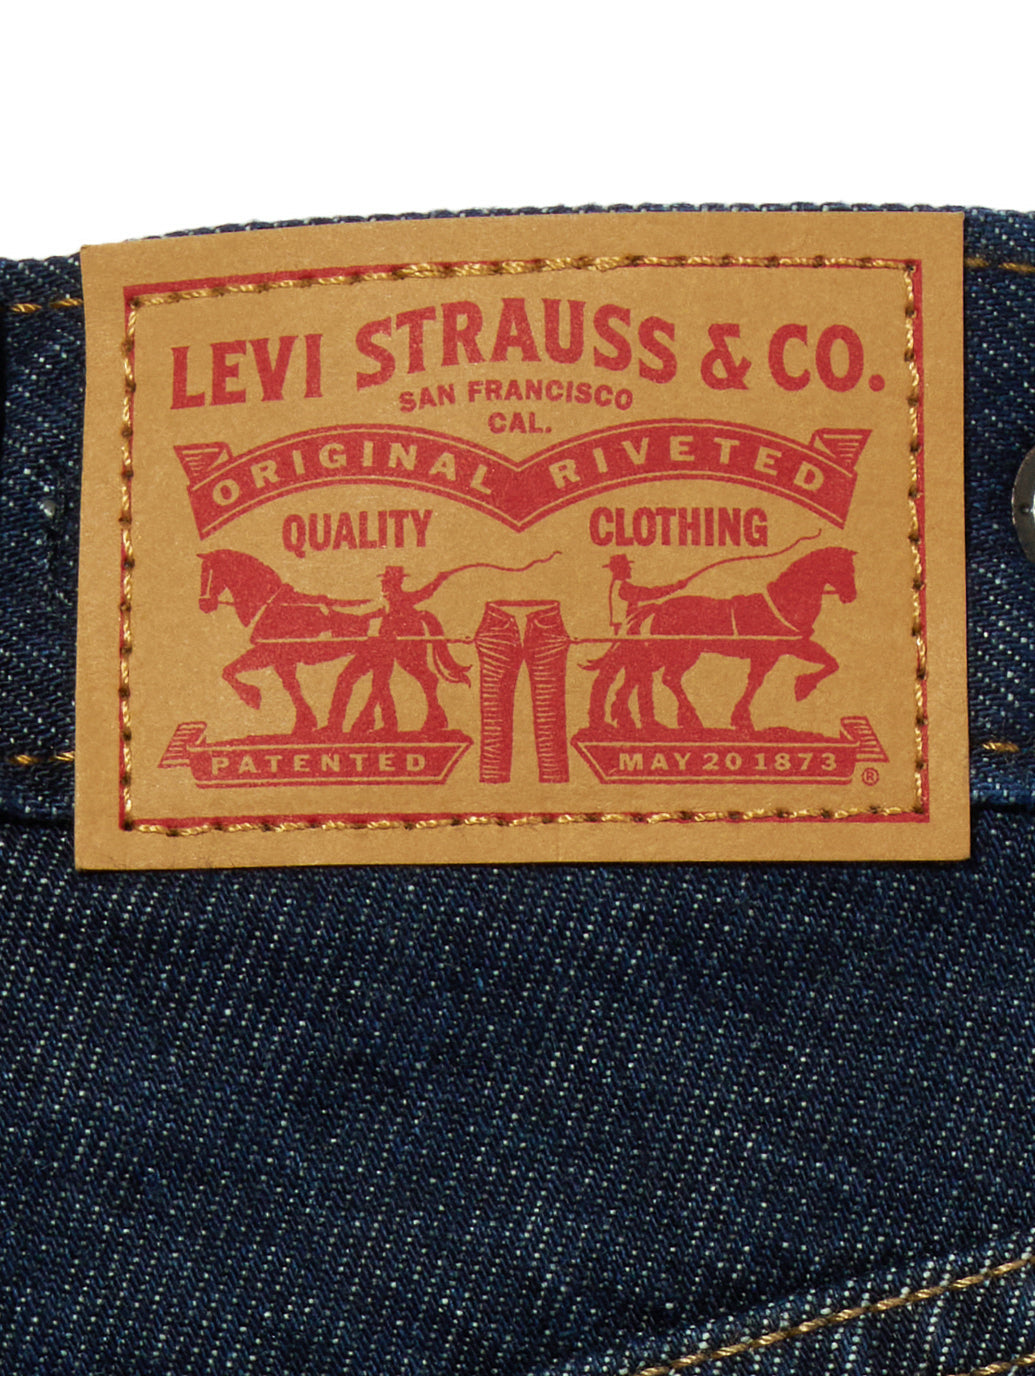 LEVI STRAUSS & CO.
SAN FRANCISCO
CAL.
ORIGINAL RIVETED
QUALITY CLOTHING
PATENTED MAY 20 1873 ®